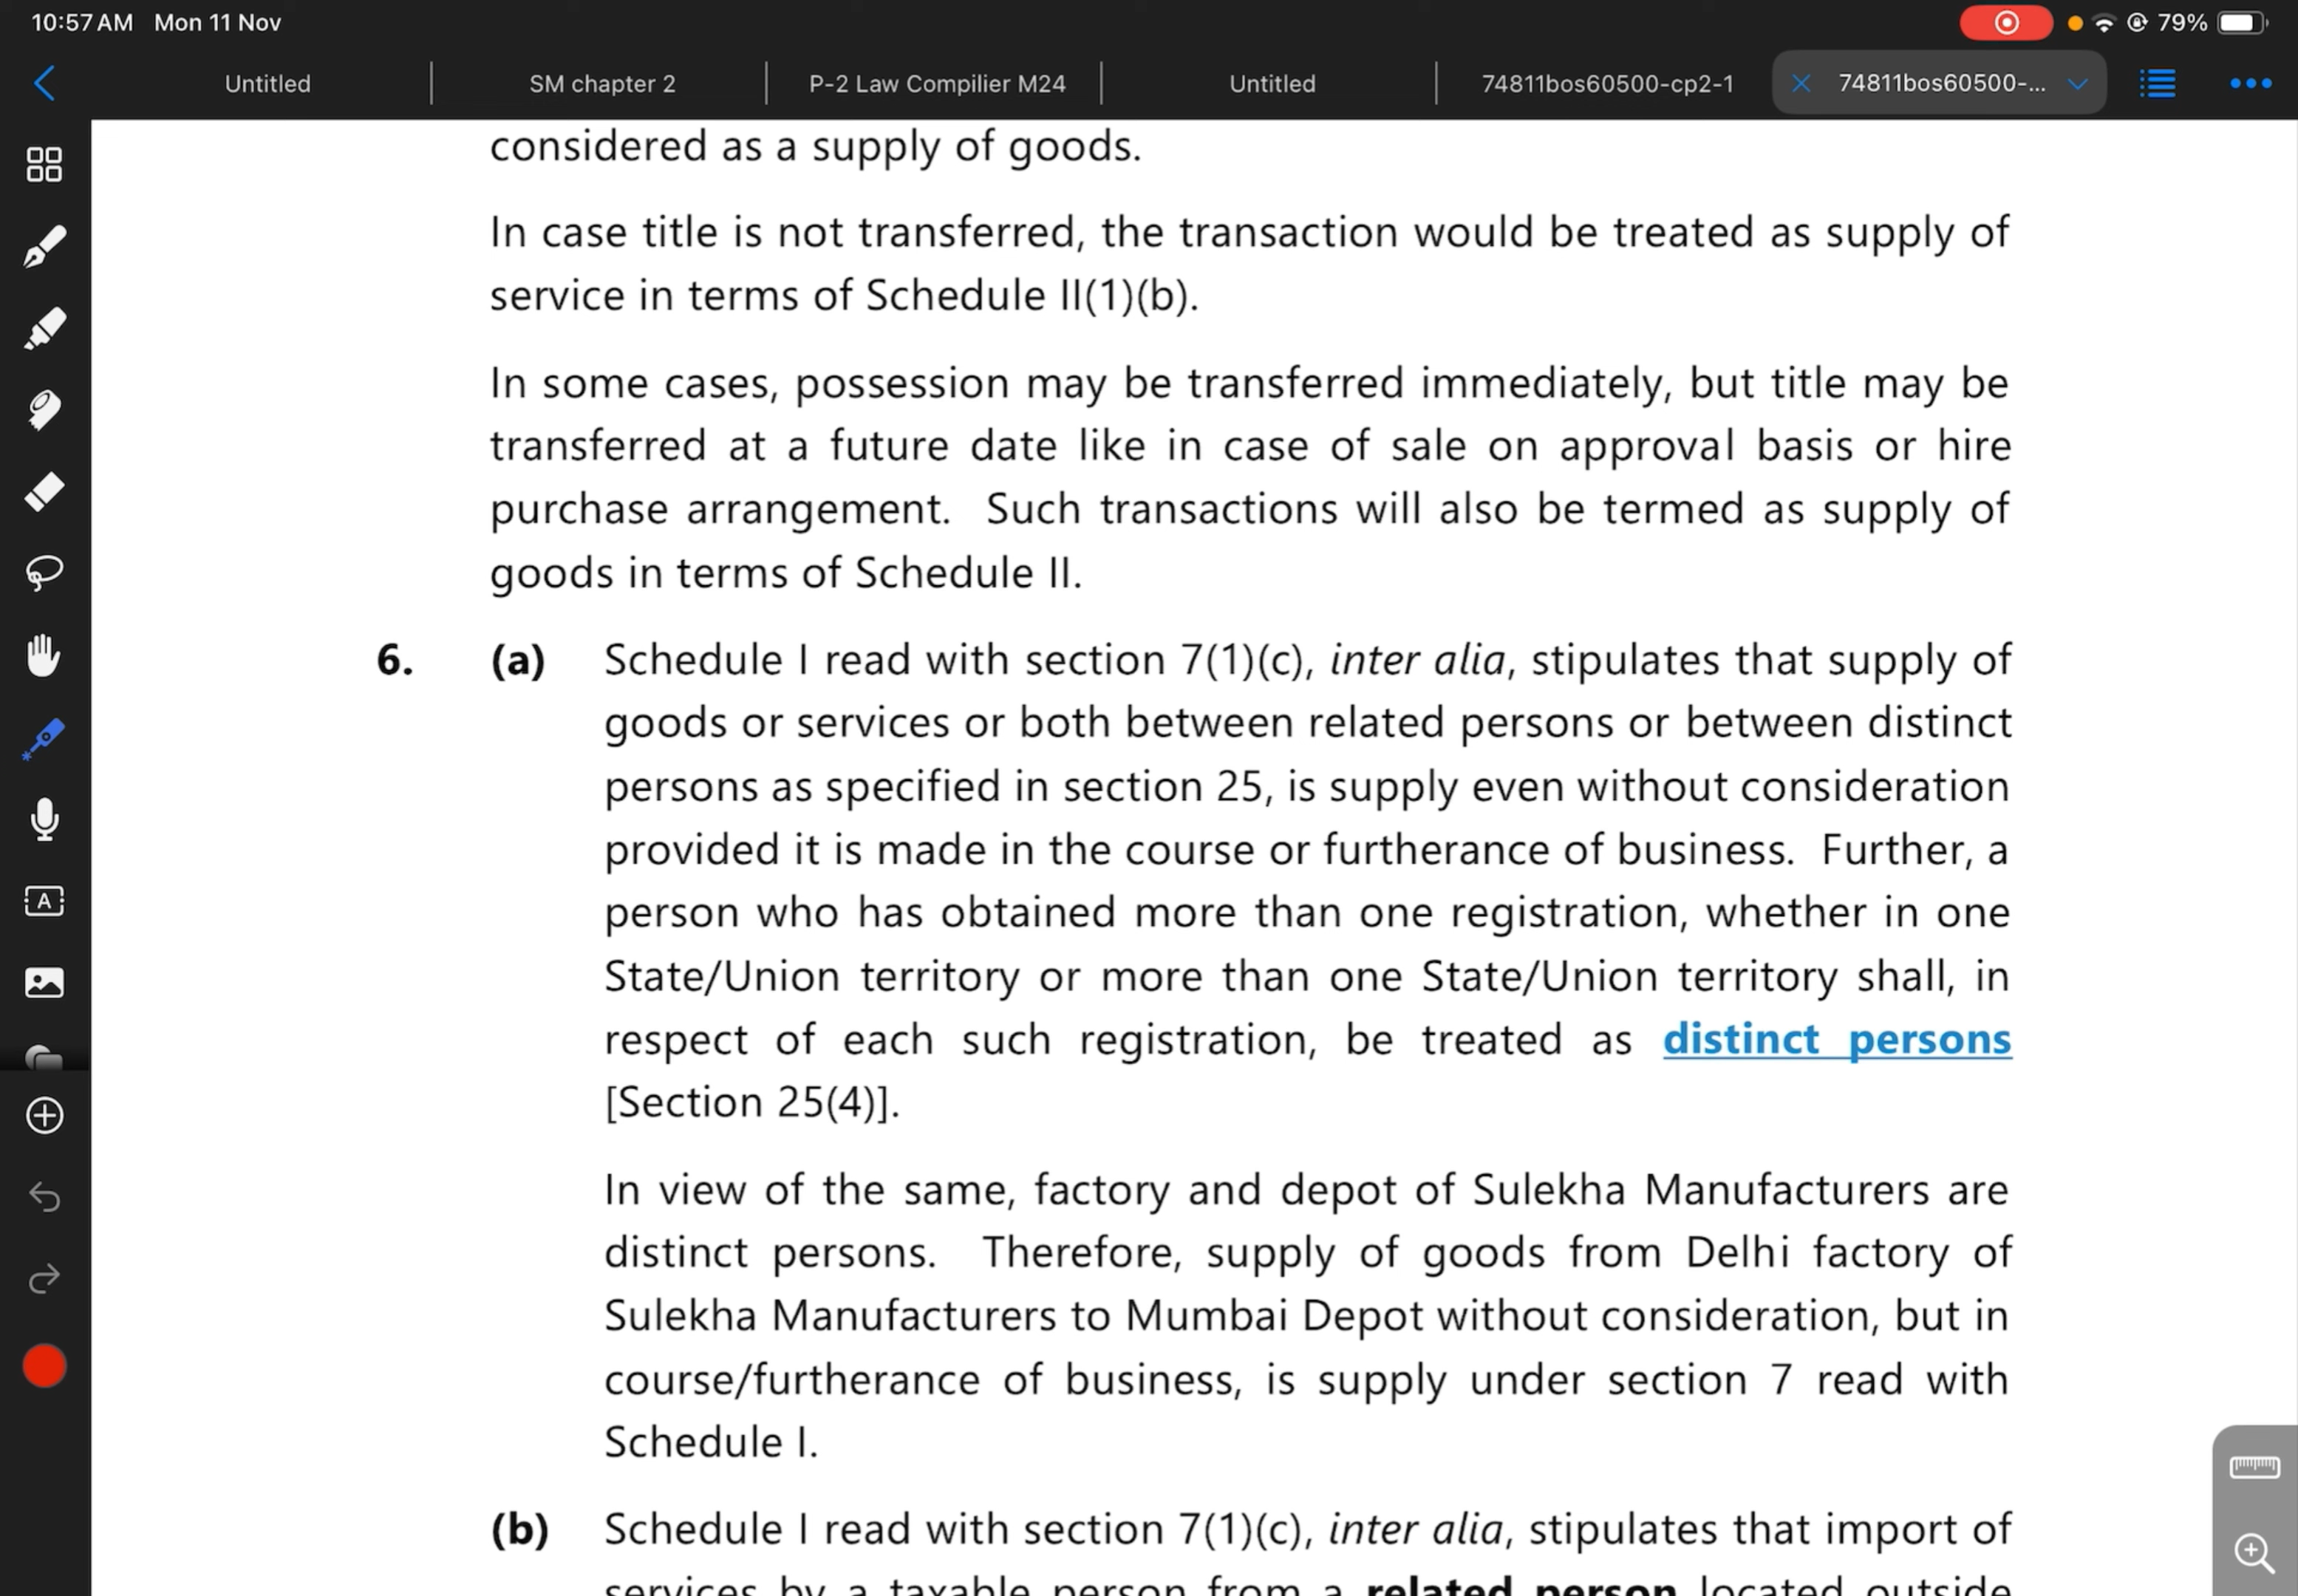 10:57 AM Mon 11 Nov 79%
Untitled SM chapter 2 P-2 Law Compilier M24 Untitled 74811bos60500-cp2-1 74811bos60500-...
considered as a supply of goods.
In case title is not transferred, the transaction would be treated as supply of
service in terms of Schedule II(1)(b).
In some cases, possession may be transferred immediately, but title may be
transferred at a future date like in case of sale on approval basis or hire
purchase arrangement. Such transactions will also be termed as supply of
goods in terms of Schedule II.
6. (a) Schedule I read with section 7(1)(c), inter alia, stipulates that supply of
goods or services or both between related persons or between distinct
persons as specified in section 25, is supply even without consideration
provided it is made in the course or furtherance of business. Further, a
person who has obtained more than one registration, whether in one
State/Union territory or more than one State/Union territory shall, in
respect of each such registration, be treated as distinct persons
[Section 25(4)].
In view of the same, factory and depot of Sulekha Manufacturers are
distinct persons. Therefore, supply of goods from Delhi factory of
Sulekha Manufacturers to Mumbai Depot without consideration, but in
course/furtherance of business, is supply under section 7 read with
Schedule I.
(b) Schedule I read with section 7(1)(c), inter alia, stipulates that import of
services by a taxable person from a related person located outside